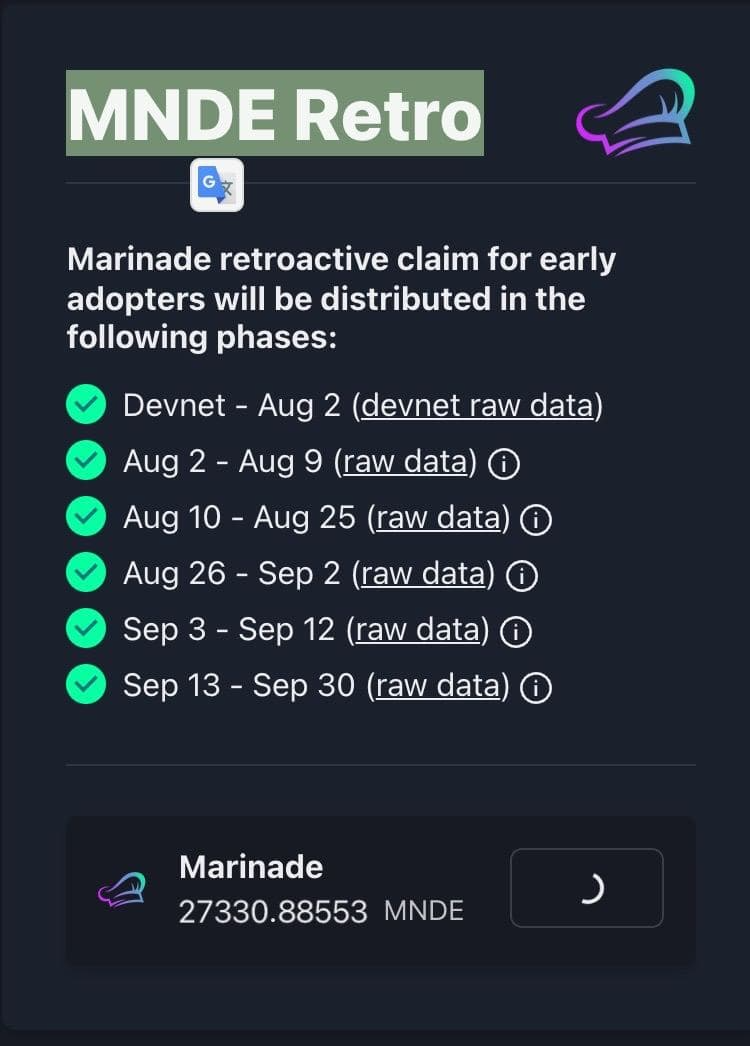 MNDE Retro
G文
Marinade retroactive claim for early
adopters will be distributed in the
following phases:
Devnet - Aug 2 (devnet raw data)
Aug 2 - Aug 9 (raw data) i
Aug 10 - Aug 25 (raw data) i
Aug 26 - Sep 2 (raw data) i
Sep 3 - Sep 12 (raw data) i
Sep 13 - Sep 30 (raw data) i
Marinade
27330.88553 MNDE